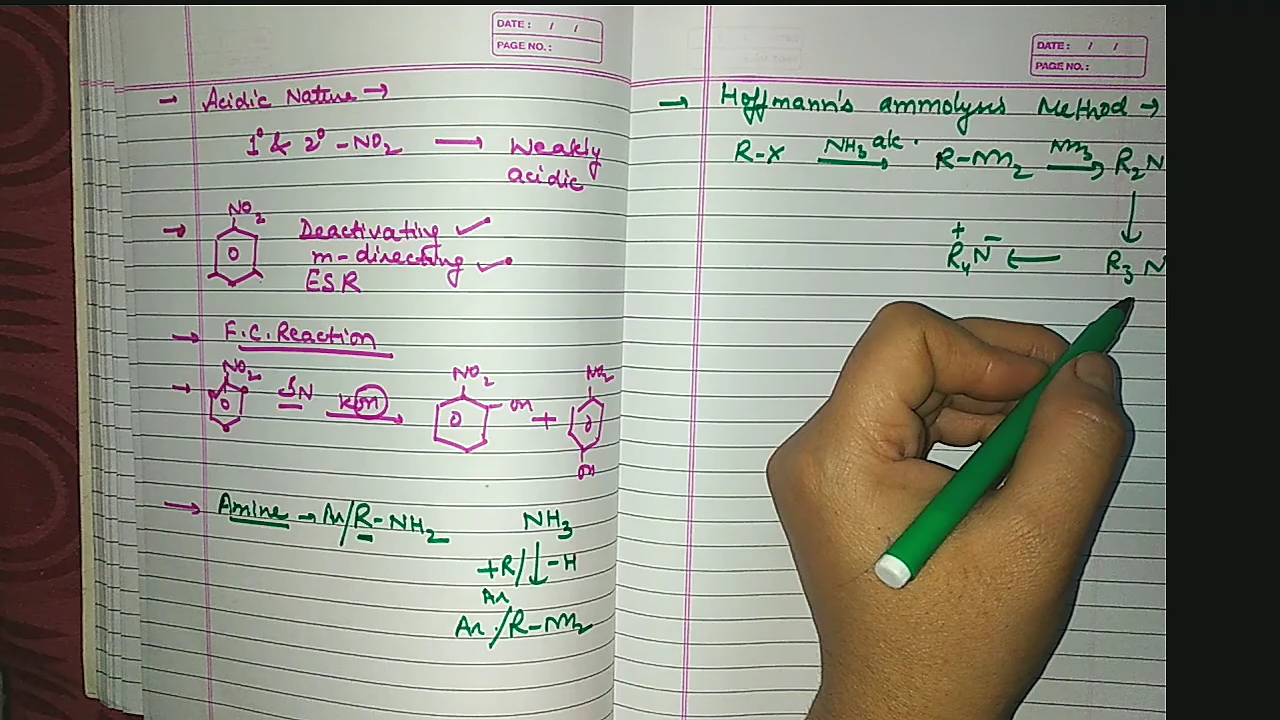 DATE: / /
PAGE NO.:
→ Acidic Nature →
1° & 2° -NO2 → Weakly
acidic
NO2
→ Deactivating ✓
m-directing ✓
ESR
→ F.C. Reaction
→ NO2 SN KOH → NO2 OH + NO2 OH
→ Amine → Ar/R-NH2
NH3
+R/Ar ↓ -H
Ar/R-NH2
DATE: / /
PAGE NO.:
→ Hoffmann's ammolysis Method →
R-X NH3 alc. → R-NH2 NH3 → R2N
↓
R4N + - ← R3N